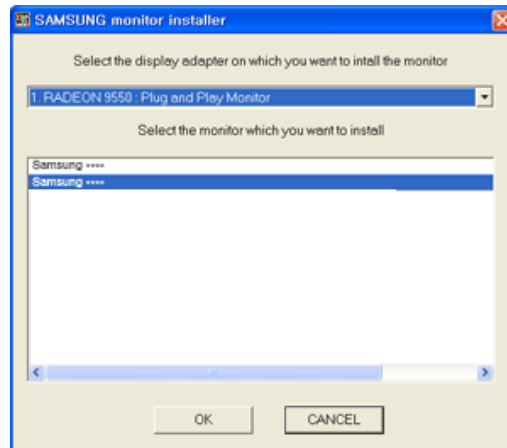 SAMSUNG monitor installer
Select the display adapter on which you want to intall the monitor
1. RADEON 9550 : Plug and Play Monitor
Select the monitor which you want to install
Samsung ****
Samsung ****
OK
CANCEL